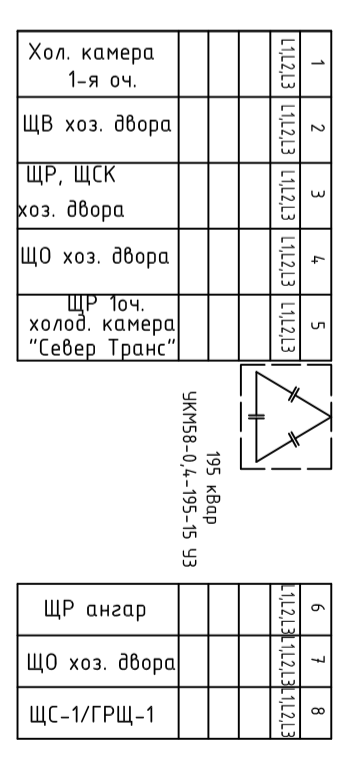 Хол. камера
1-я оч.
L1,L2,L3
1
ЩВ хоз. двора
L1,L2,L3
2
ЩР, ЩСК
хоз. двора
L1,L2,L3
3
ЩО хоз. двора
L1,L2,L3
4
ЩР 1оч.
холод. камера
"Север Транс"
L1,L2,L3
5
195 кВар
УКМ58-0,4-195-15 У3
ЩР ангар
L1,L2,L3
6
ЩО хоз. двора
L1,L2,L3
7
ЩС-1/ГРЩ-1
L1,L2,L3
8